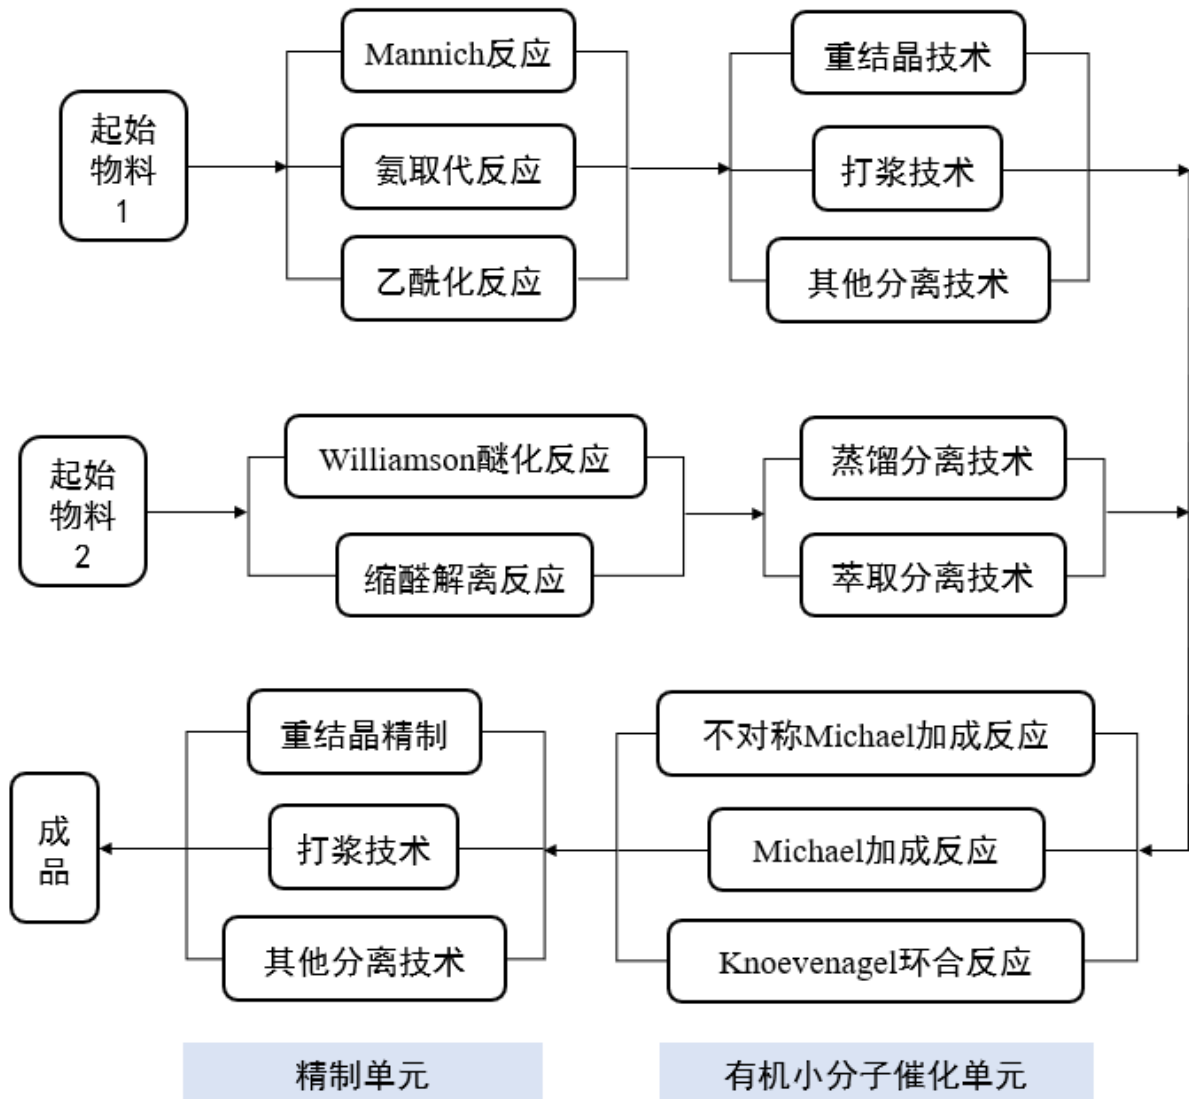 Mannich反应
重结晶技术
起始
物料
1
氨取代反应
打浆技术
乙酰化反应
其他分离技术
起始
物料
2
Williamson醚化反应
蒸馏分离技术
缩醛解离反应
萃取分离技术
重结晶精制
不对称Michael加成反应
成
品
打浆技术
Michael加成反应
其他分离技术
Knoevenagel环合反应
精制单元
有机小分子催化单元